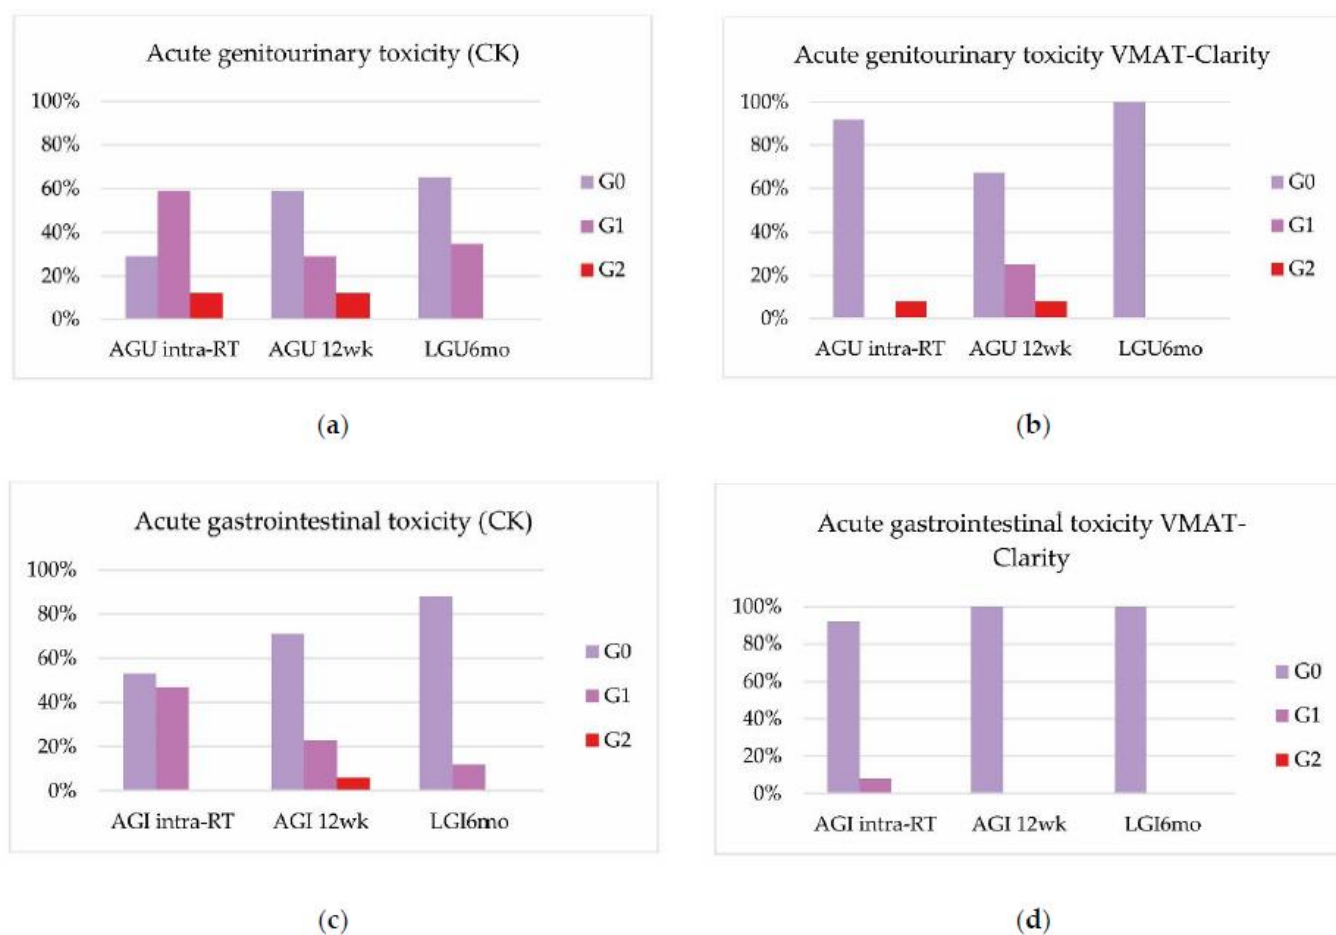 Acute genitourinary toxicity (CK)
100%
80%
60%
40%
20%
0%
AGU intra-RT AGU 12wk LGU6mo
G0
G1
G2
(a)
Acute genitourinary toxicity VMAT-Clarity
100%
80%
60%
40%
20%
0%
AGU intra-RT AGU 12wk LGU6mo
G0
G1
G2
(b)
Acute gastrointestinal toxicity (CK)
100%
80%
60%
40%
20%
0%
AGI intra-RT AGI 12wk LGI6mo
G0
G1
G2
(c)
Acute gastrointestinal toxicity VMAT-
Clarity
100%
80%
60%
40%
20%
0%
AGI intra-RT AGI 12wk LGI6mo
G0
G1
G2
(d)